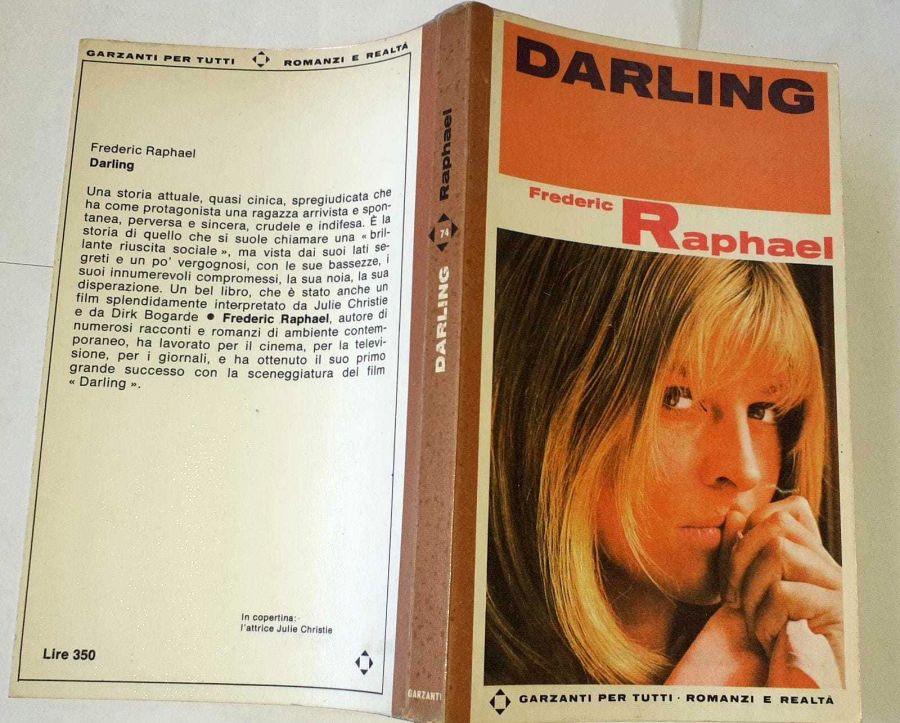 GARZANTI PER TUTTI ROMANZI E REALTÀ
Frederic Raphael
Darling
Una storia attuale, quasi cinica, spregiudicata che
ha come protagonista una ragazza arrivista e spon-
tanea, perversa e sincera, crudele e indifesa. È la
storia di quello che si suole chiamare una « bril-
lante riuscita sociale », ma vista dai suoi lati se-
greti e un po' vergognosi, con le sue bassezze, i
suoi innumerevoli compromessi, la sua noia, la sua
disperazione. Un bel libro, che è stato anche un
film splendidamente interpretato da Julie Christie
e da Dirk Bogarde ● Frederic Raphael, autore di
numerosi racconti e romanzi di ambiente contem-
poraneo, ha lavorato per il cinema, per la televi-
sione, per i giornali, e ha ottenuto il suo primo
grande successo con la sceneggiatura del film
« Darling ».
In copertina:
l'attrice Julie Christie
Lire 350
DARLING 74 Raphael
GARZANTI
DARLING
Frederic
Raphael
GARZANTI PER TUTTI · ROMANZI E REALTÀ